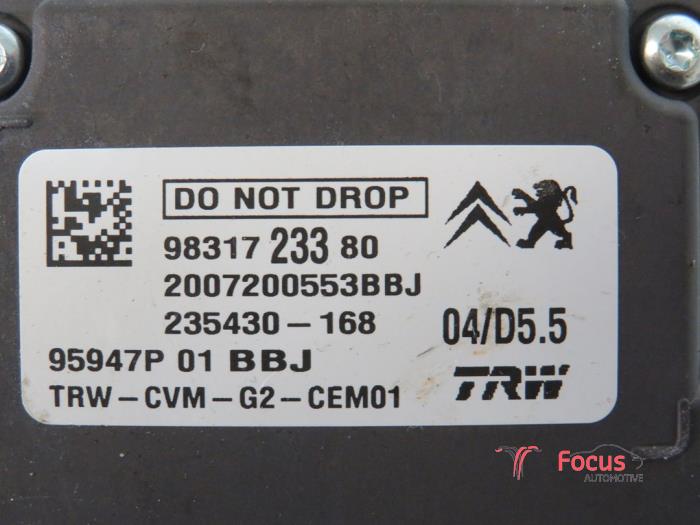 DO NOT DROP
98317 233 80
2007200553BBJ
235430-168
04/D5.5
95947P 01 BBJ
TRW
TRW-CVM-G2-CEM01
A
Focus
AUTOMOTIVE